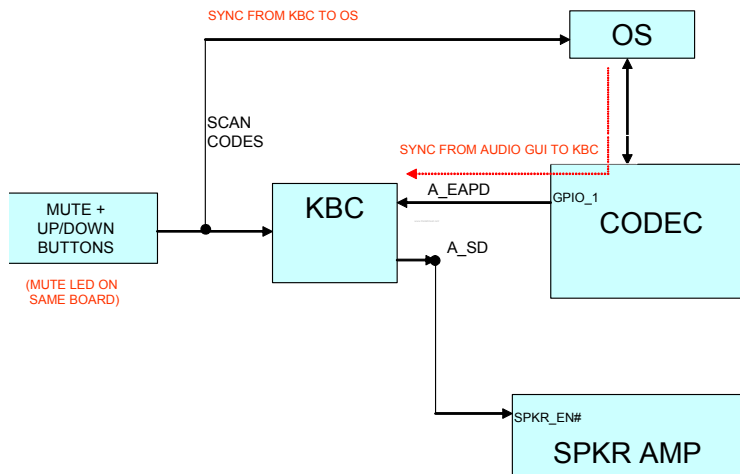 SYNC FROM KBC TO OS
OS
SCAN
CODES
SYNC FROM AUDIO GUI TO KBC
MUTE +
UP/DOWN
BUTTONS
KBC
A_EAPD
GPIO_1
CODEC
A_SD
(MUTE LED ON
SAME BOARD)
SPKR_EN#
SPKR AMP